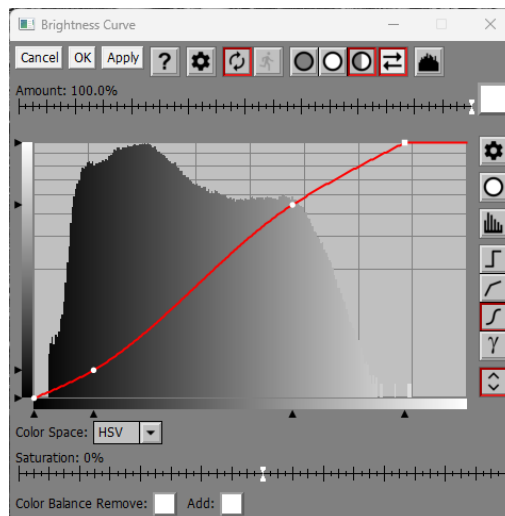 Brightness Curve
Cancel OK Apply ?
Amount: 100.0%
γ
Color Space: HSV
Saturation: 0%
Color Balance Remove: Add: